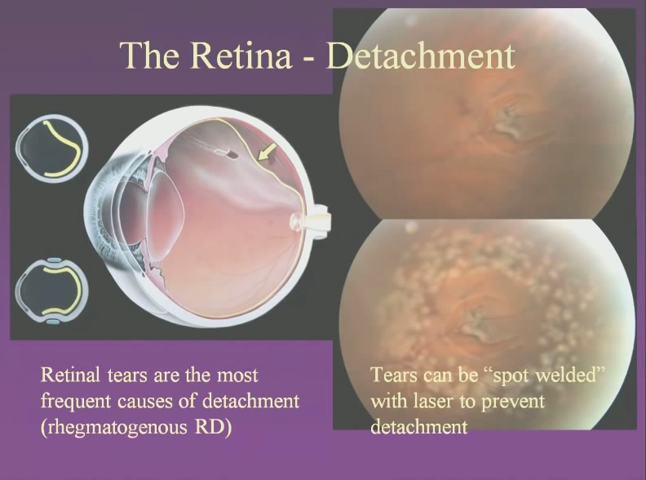 The Retina - Detachment
Retinal tears are the most
frequent causes of detachment
(rhegmatogenous RD)
Tears can be “spot welded”
with laser to prevent
detachment